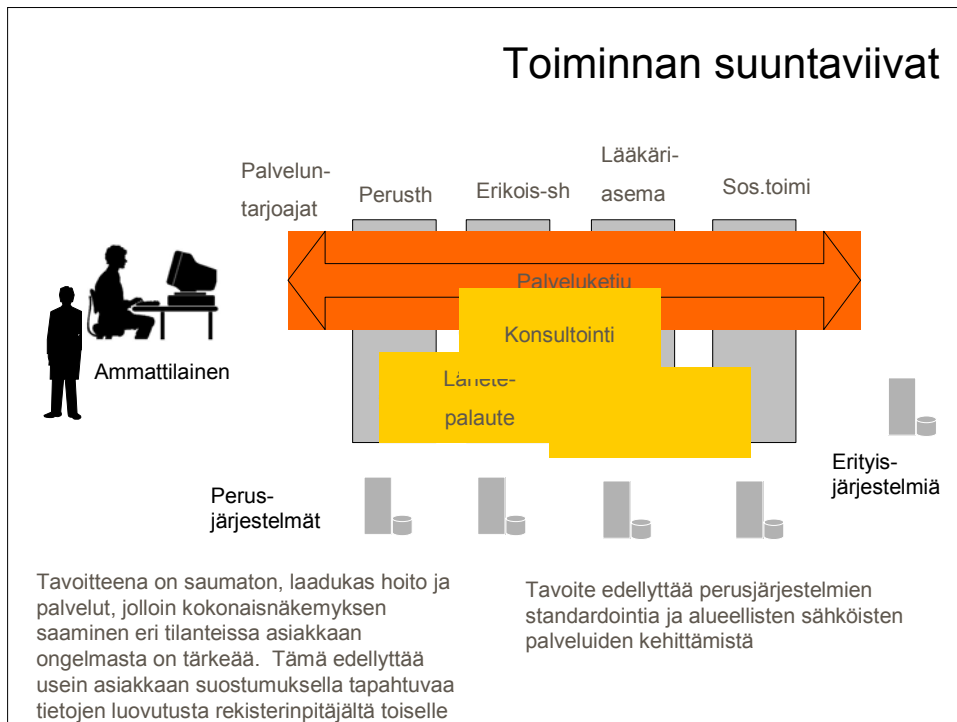 Toiminnan suuntaviivat
Palvelun-
tarjoajat
Perusth
Erikois-sh
Lääkäri-
asema
Sos.toimi
Palveluketju
Konsultointi
Ammattilainen
Lähete-
palaute
Erityis-
järjestelmiä
Perus-
järjestelmät
Tavoitteena on saumaton, laadukas hoito ja
palvelut, jolloin kokonaisnäkemyksen
saaminen eri tilanteissa asiakkaan
ongelmasta on tärkeää.  Tämä edellyttää
usein asiakkaan suostumuksella tapahtuvaa
tietojen luovutusta rekisterinpitäjältä toiselle
Tavoite edellyttää perusjärjestelmien
standardointia ja alueellisten sähköisten
palveluiden kehittämistä